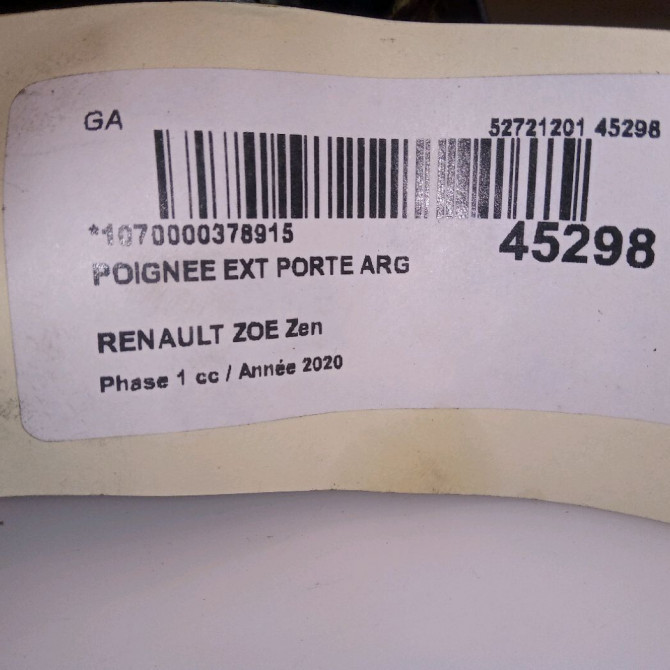 GA
52721201 45298
*1070000378915
45298
POIGNEE EXT PORTE ARG
RENAULT ZOE Zen
Phase 1 cc / Année 2020